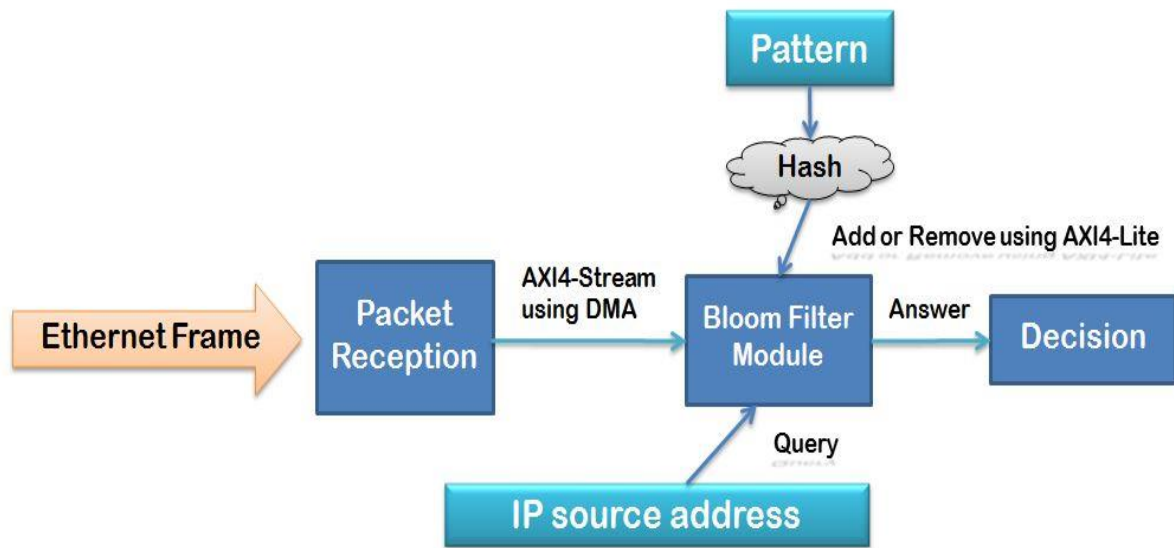 Pattern
Hash
Add or Remove using AXI4-Lite
AXI4-Stream
using DMA
Ethernet Frame
Packet
Reception
Bloom Filter
Module
Answer
Decision
Query
IP source address